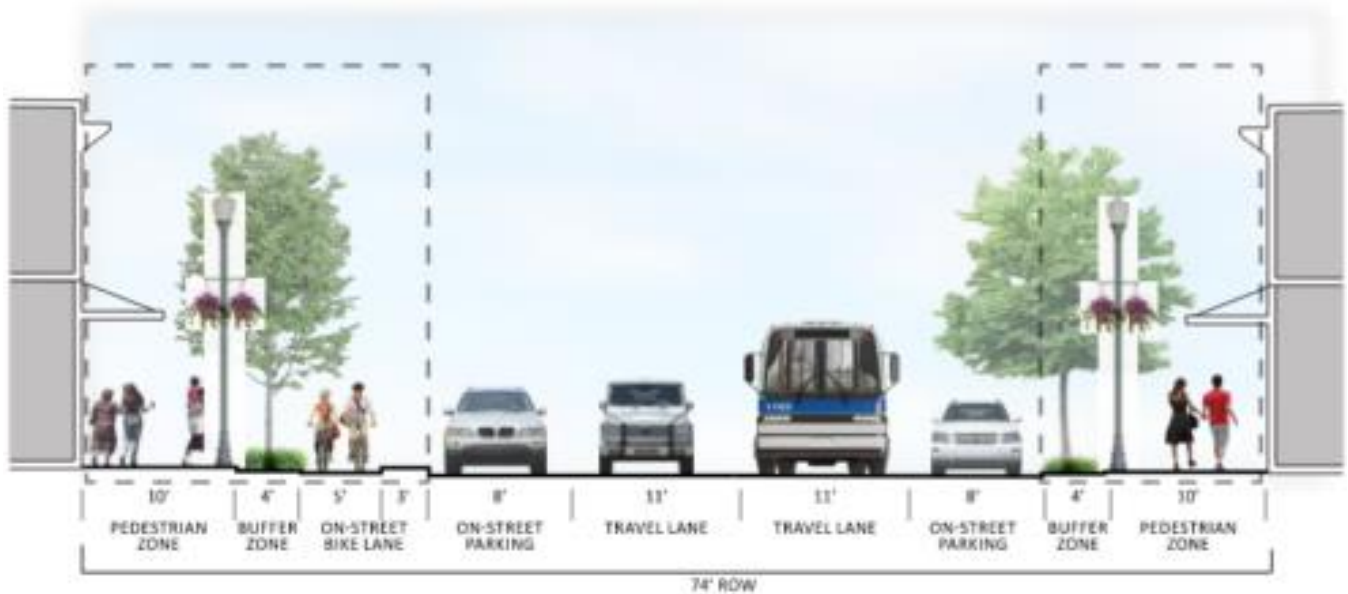 10' 4' 5' 3' 8' 11' 11' 8' 4' 10'
PEDESTRIAN ZONE
BUFFER ZONE
ON-STREET BIKE LANE
ON-STREET PARKING
TRAVEL LANE
TRAVEL LANE
ON-STREET PARKING
BUFFER ZONE
PEDESTRIAN ZONE
74' ROW